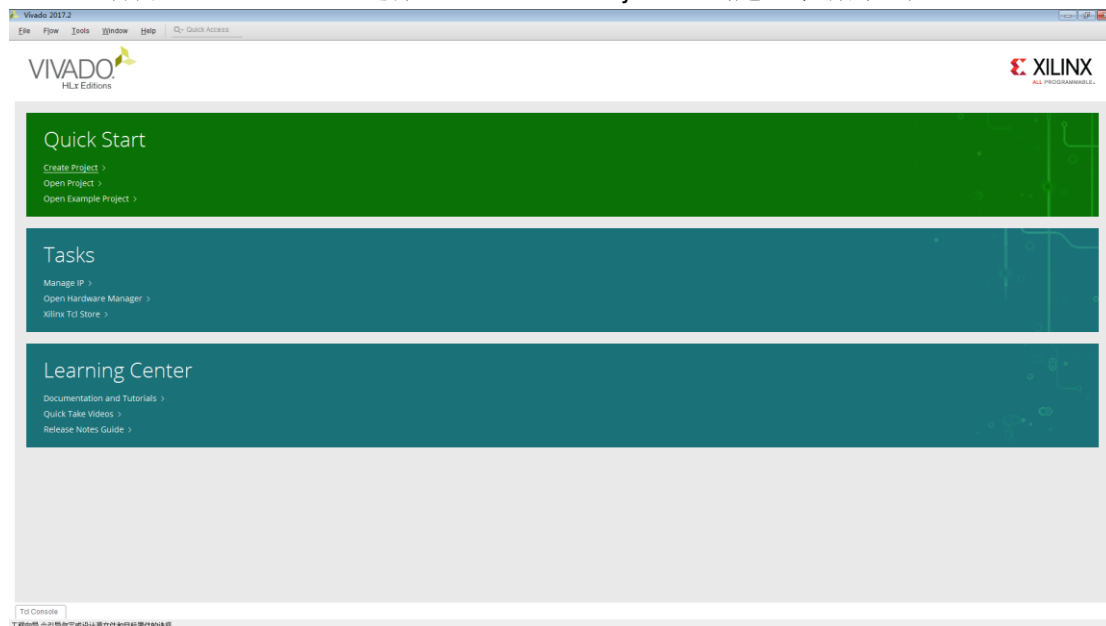 Vivado 2017.2
File Flow Tools Window Help Quick Access
VIVADO.
HLx Editions
XILINX
ALL PROGRAMMABLE.
Quick Start
Create Project >
Open Project >
Open Example Project >
Tasks
Manage IP >
Open Hardware Manager >
Xilinx Tcl Store >
Learning Center
Documentation and Tutorials >
Quick Take Videos >
Release Notes Guide >
Tcl Console